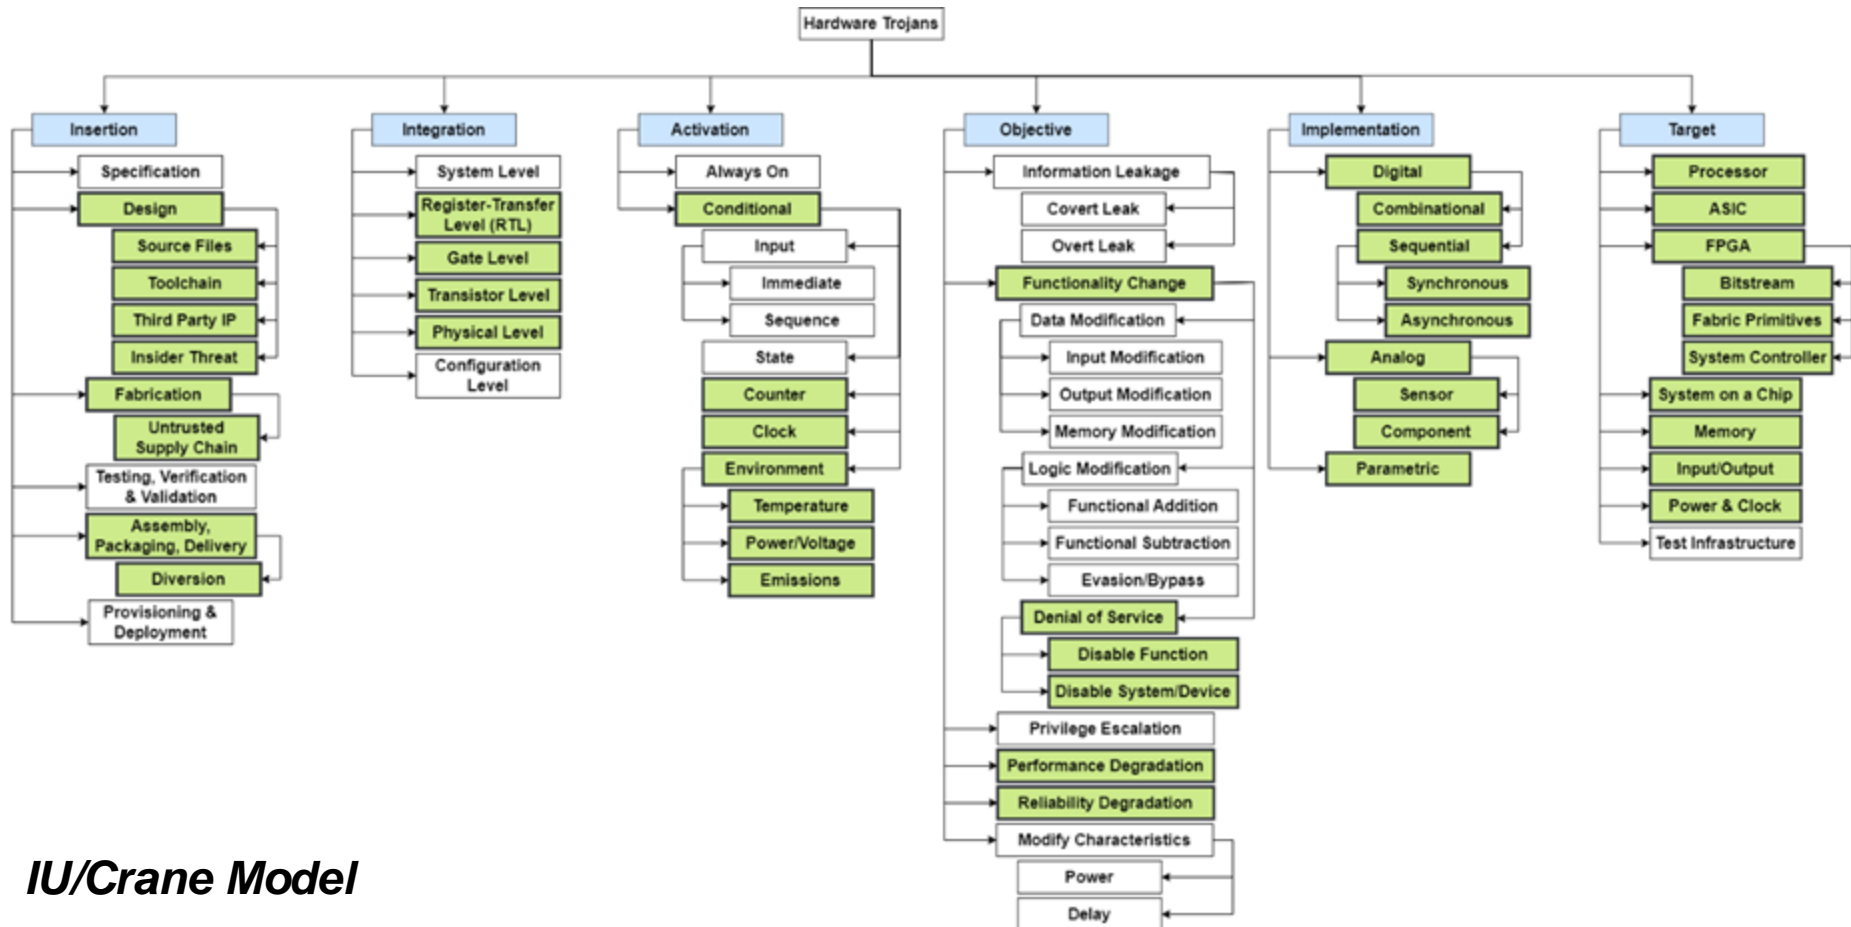 Hardware Trojans
Insertion
Specification
Design
Source Files
Toolchain
Third Party IP
Insider Threat
Fabrication
Untrusted
Supply Chain
Testing, Verification
& Validation
Assembly,
Packaging, Delivery
Diversion
Provisioning &
Deployment
Integration
System Level
Register-Transfer
Level (RTL)
Gate Level
Transistor Level
Physical Level
Configuration
Level
Activation
Always On
Conditional
Input
Immediate
Sequence
State
Counter
Clock
Environment
Temperature
Power/Voltage
Emissions
Objective
Information Leakage
Covert Leak
Overt Leak
Functionality Change
Data Modification
Input Modification
Output Modification
Memory Modification
Logic Modification
Functional Addition
Functional Subtraction
Evasion/Bypass
Denial of Service
Disable Function
Disable System/Device
Privilege Escalation
Performance Degradation
Reliability Degradation
Modify Characteristics
Power
Delay
Implementation
Digital
Combinational
Sequential
Synchronous
Asynchronous
Analog
Sensor
Component
Parametric
Target
Processor
ASIC
FPGA
Bitstream
Fabric Primitives
System Controller
System on a Chip
Memory
Input/Output
Power & Clock
Test Infrastructure
IU/Crane Model